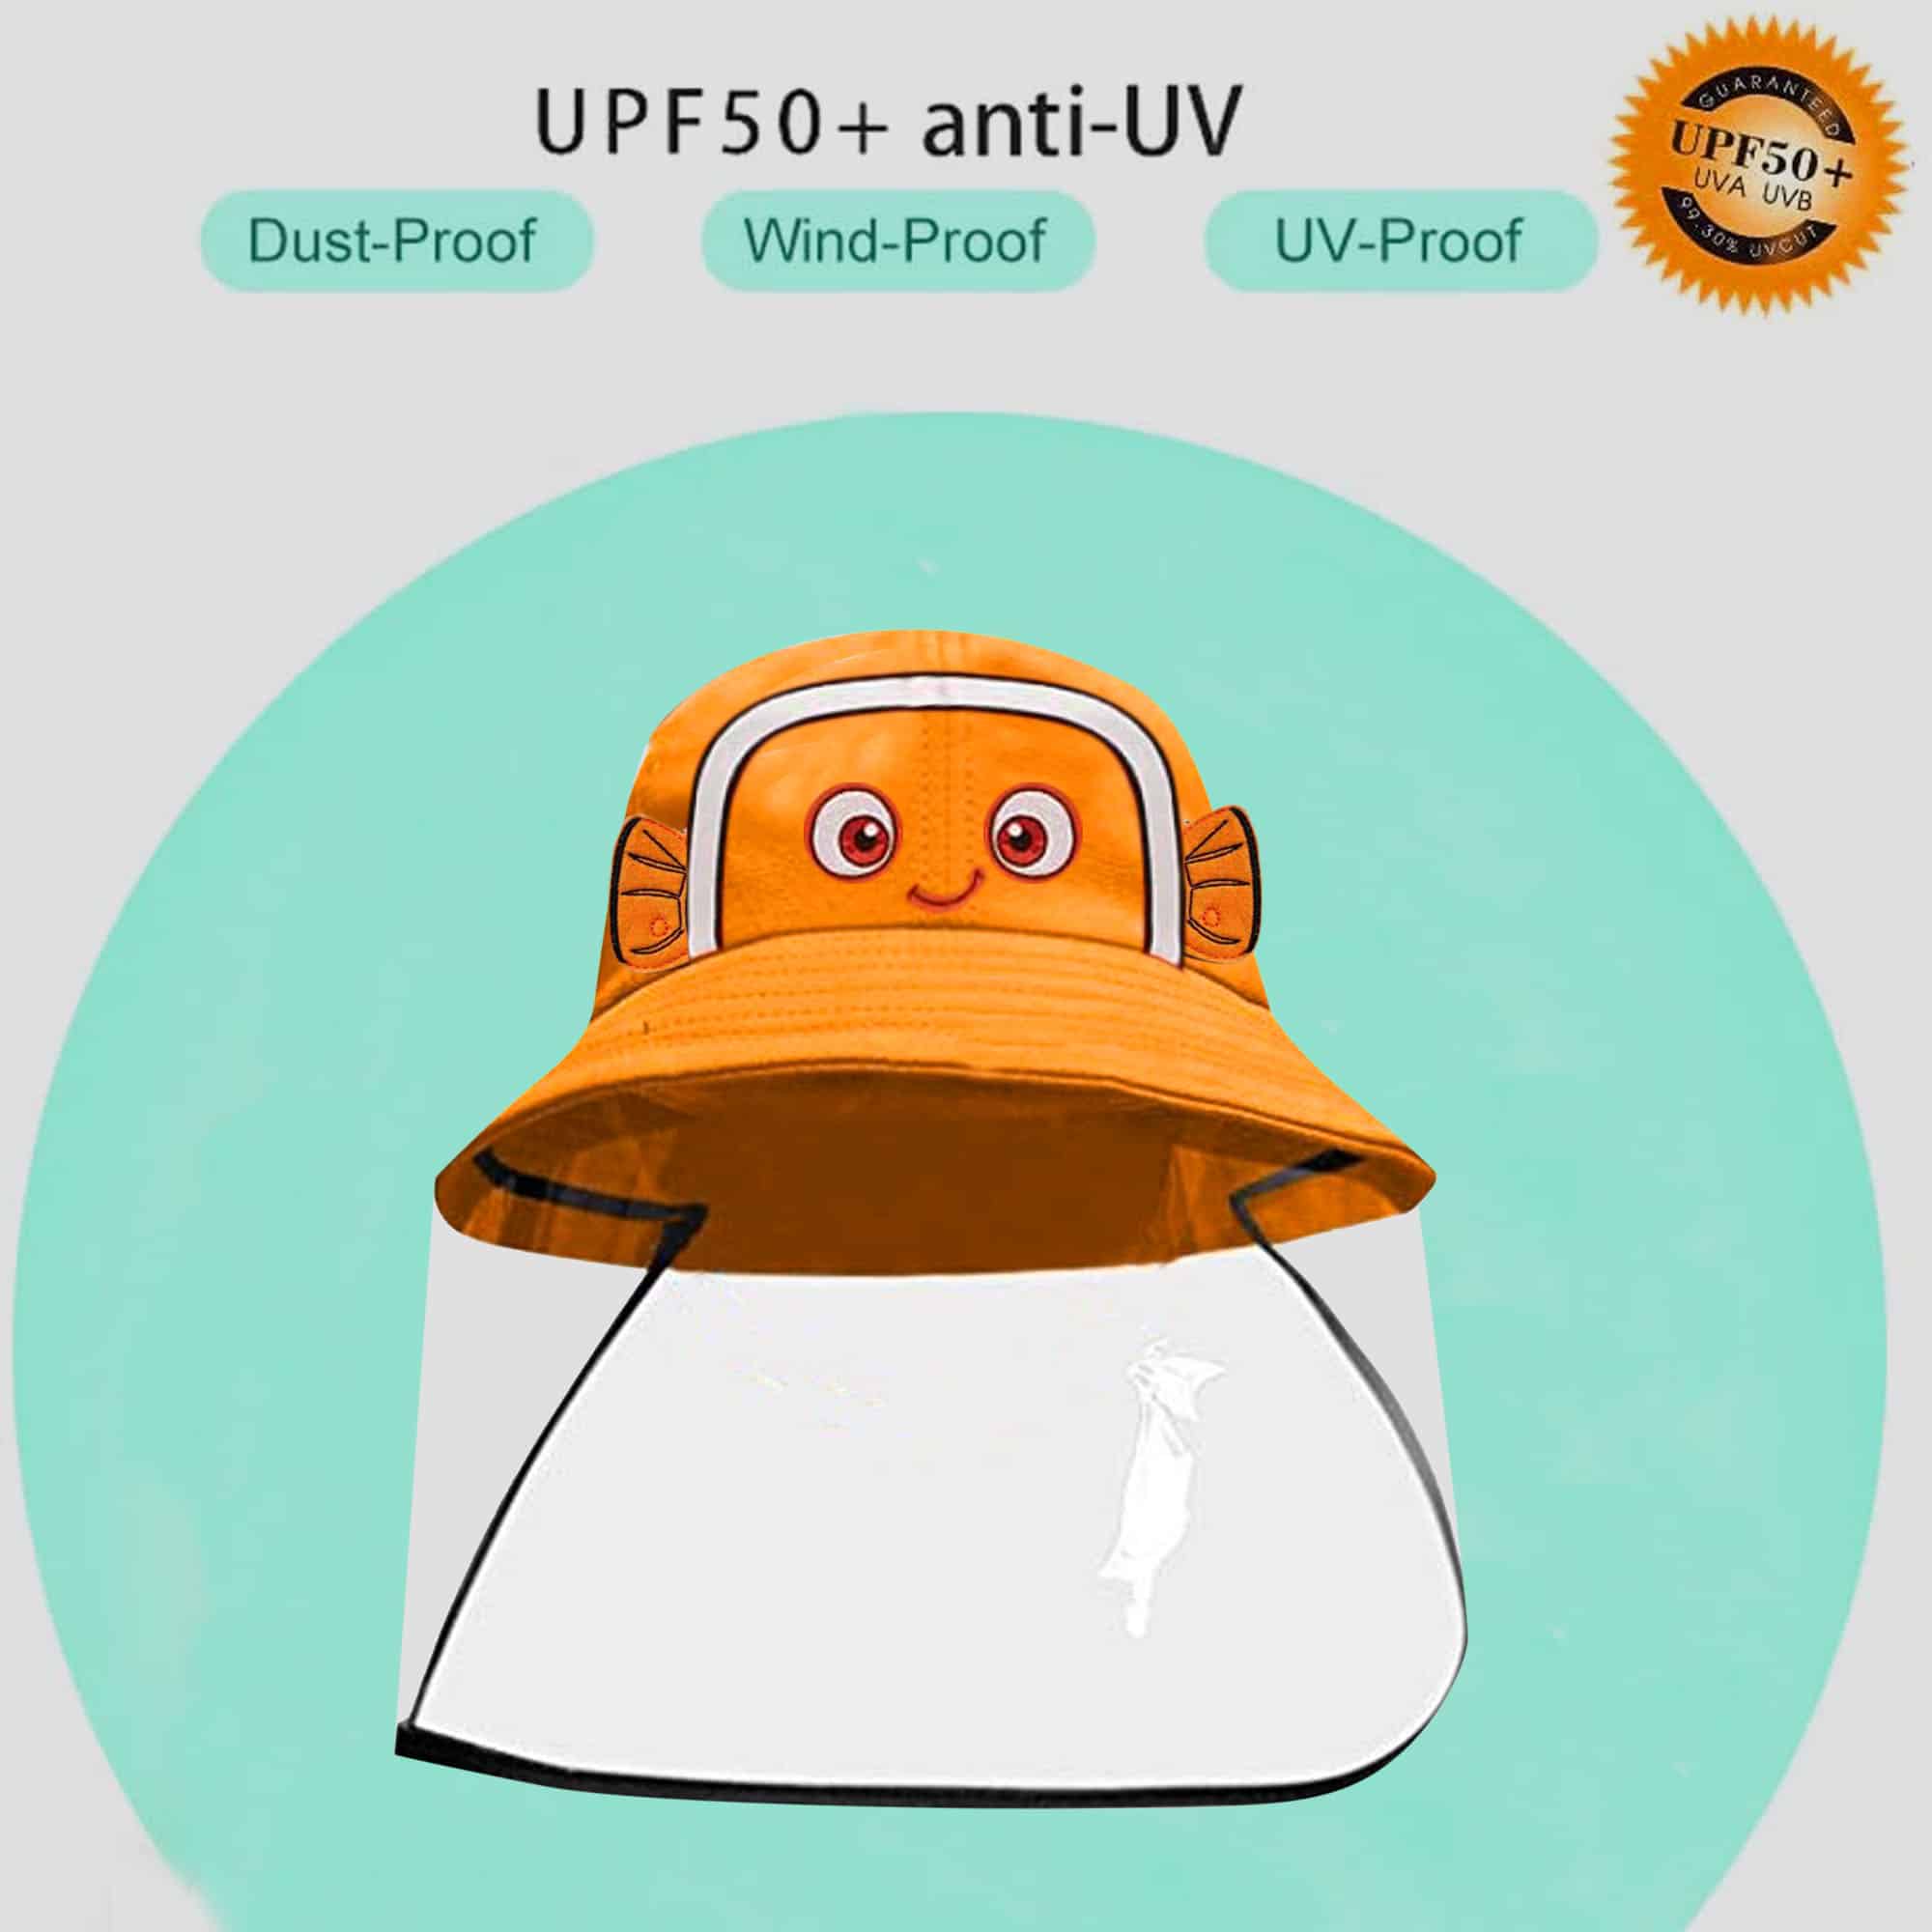 UPF50+ anti-UV
Dust-Proof
Wind-Proof
UV-Proof
GUARANTEED
UPF50+
UVA UVB
99.30% UVCUT